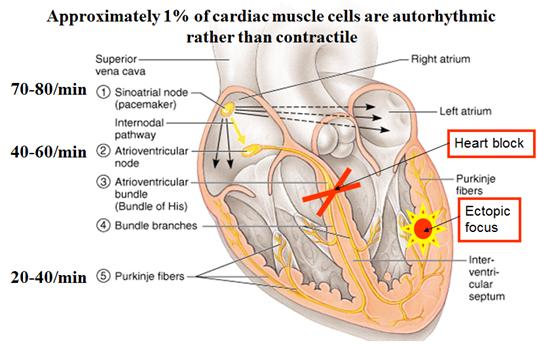 Approximately 1% of cardiac muscle cells are autorhythmic
rather than contractile
Superior
vena cava
Right atrium
70-80/min
① Sinoatrial node
(pacemaker)
Left atrium
Internodal
pathway
Heart block
40-60/min
② Atrioventricular
node
③ Atrioventricular
bundle
(Bundle of His)
Purkinje
fibers
Ectopic
focus
④ Bundle branches
20-40/min
⑤ Purkinje fibers
Inter-
ventri-
cular
septum